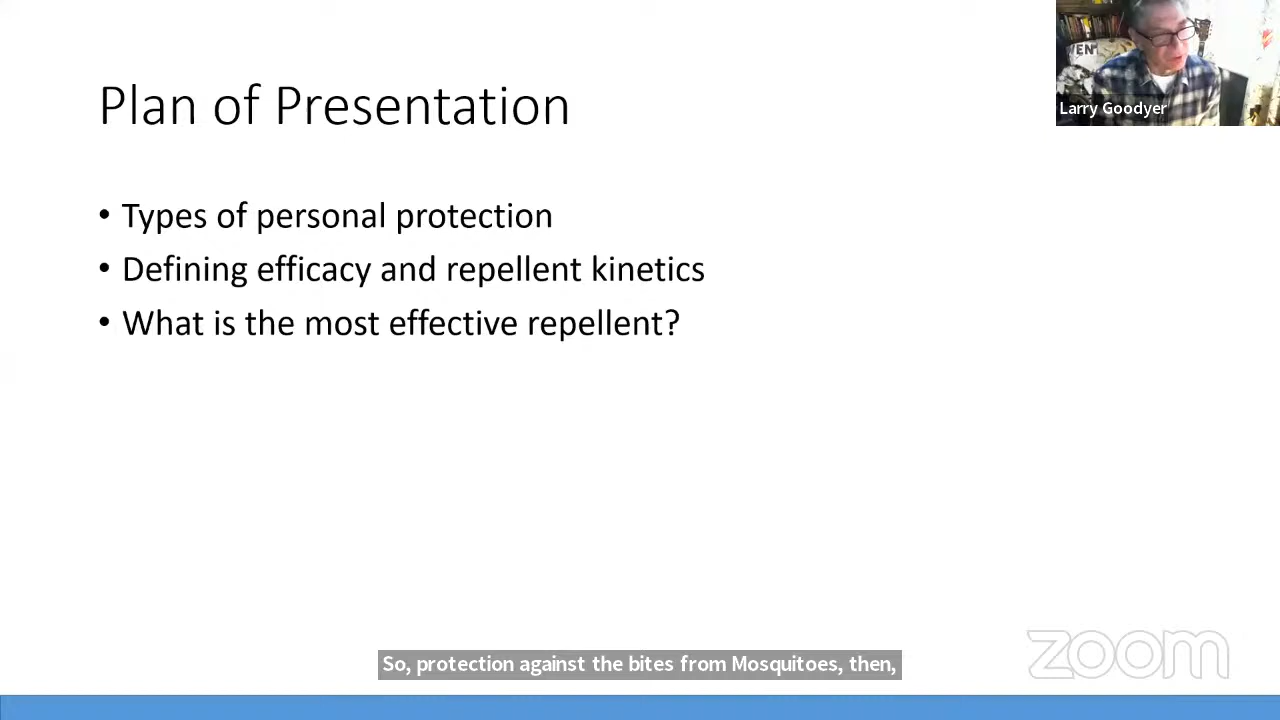 Plan of Presentation
VEN
Larry Goodyer
• Types of personal protection
• Defining efficacy and repellent kinetics
• What is the most effective repellent?
So, protection against the bites from Mosquitoes, then,
zoom